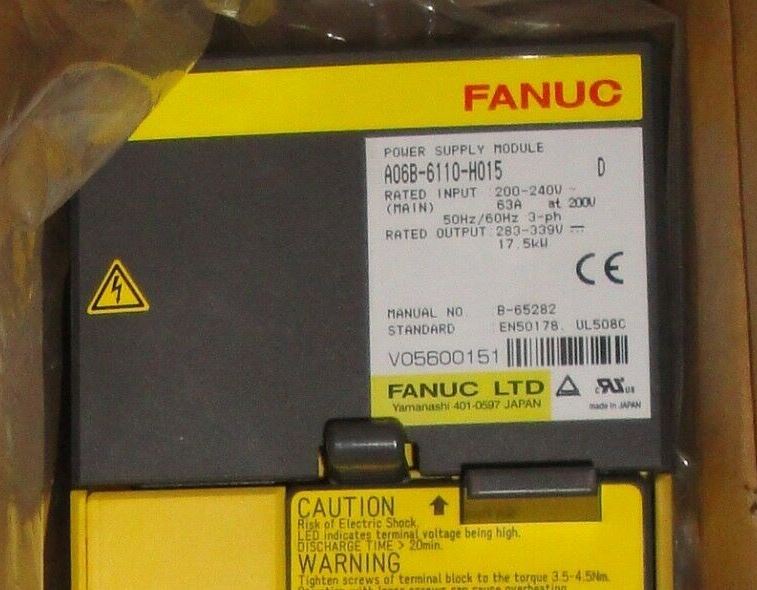 FANUC
POWER SUPPLY MODULE
A06B-6110-H015 D
RATED INPUT 200-240V ~
(MAIN) 63A at 200V
50Hz/60Hz 3-ph
RATED OUTPUT 283-339V ⎓
17.5kW
CE
MANUAL NO. B-65282
STANDARD EN50178. UL508C
V05600151
FANUC LTD
Yamanashi 401-0597 JAPAN
c US
made in JAPAN
CAUTION
Risk of Electric Shock.
LED indicates terminal voltage being high.
DISCHARGE TIME > 20min.
WARNING
Tighten screws of terminal block to the torque 3.5-4.5Nm.